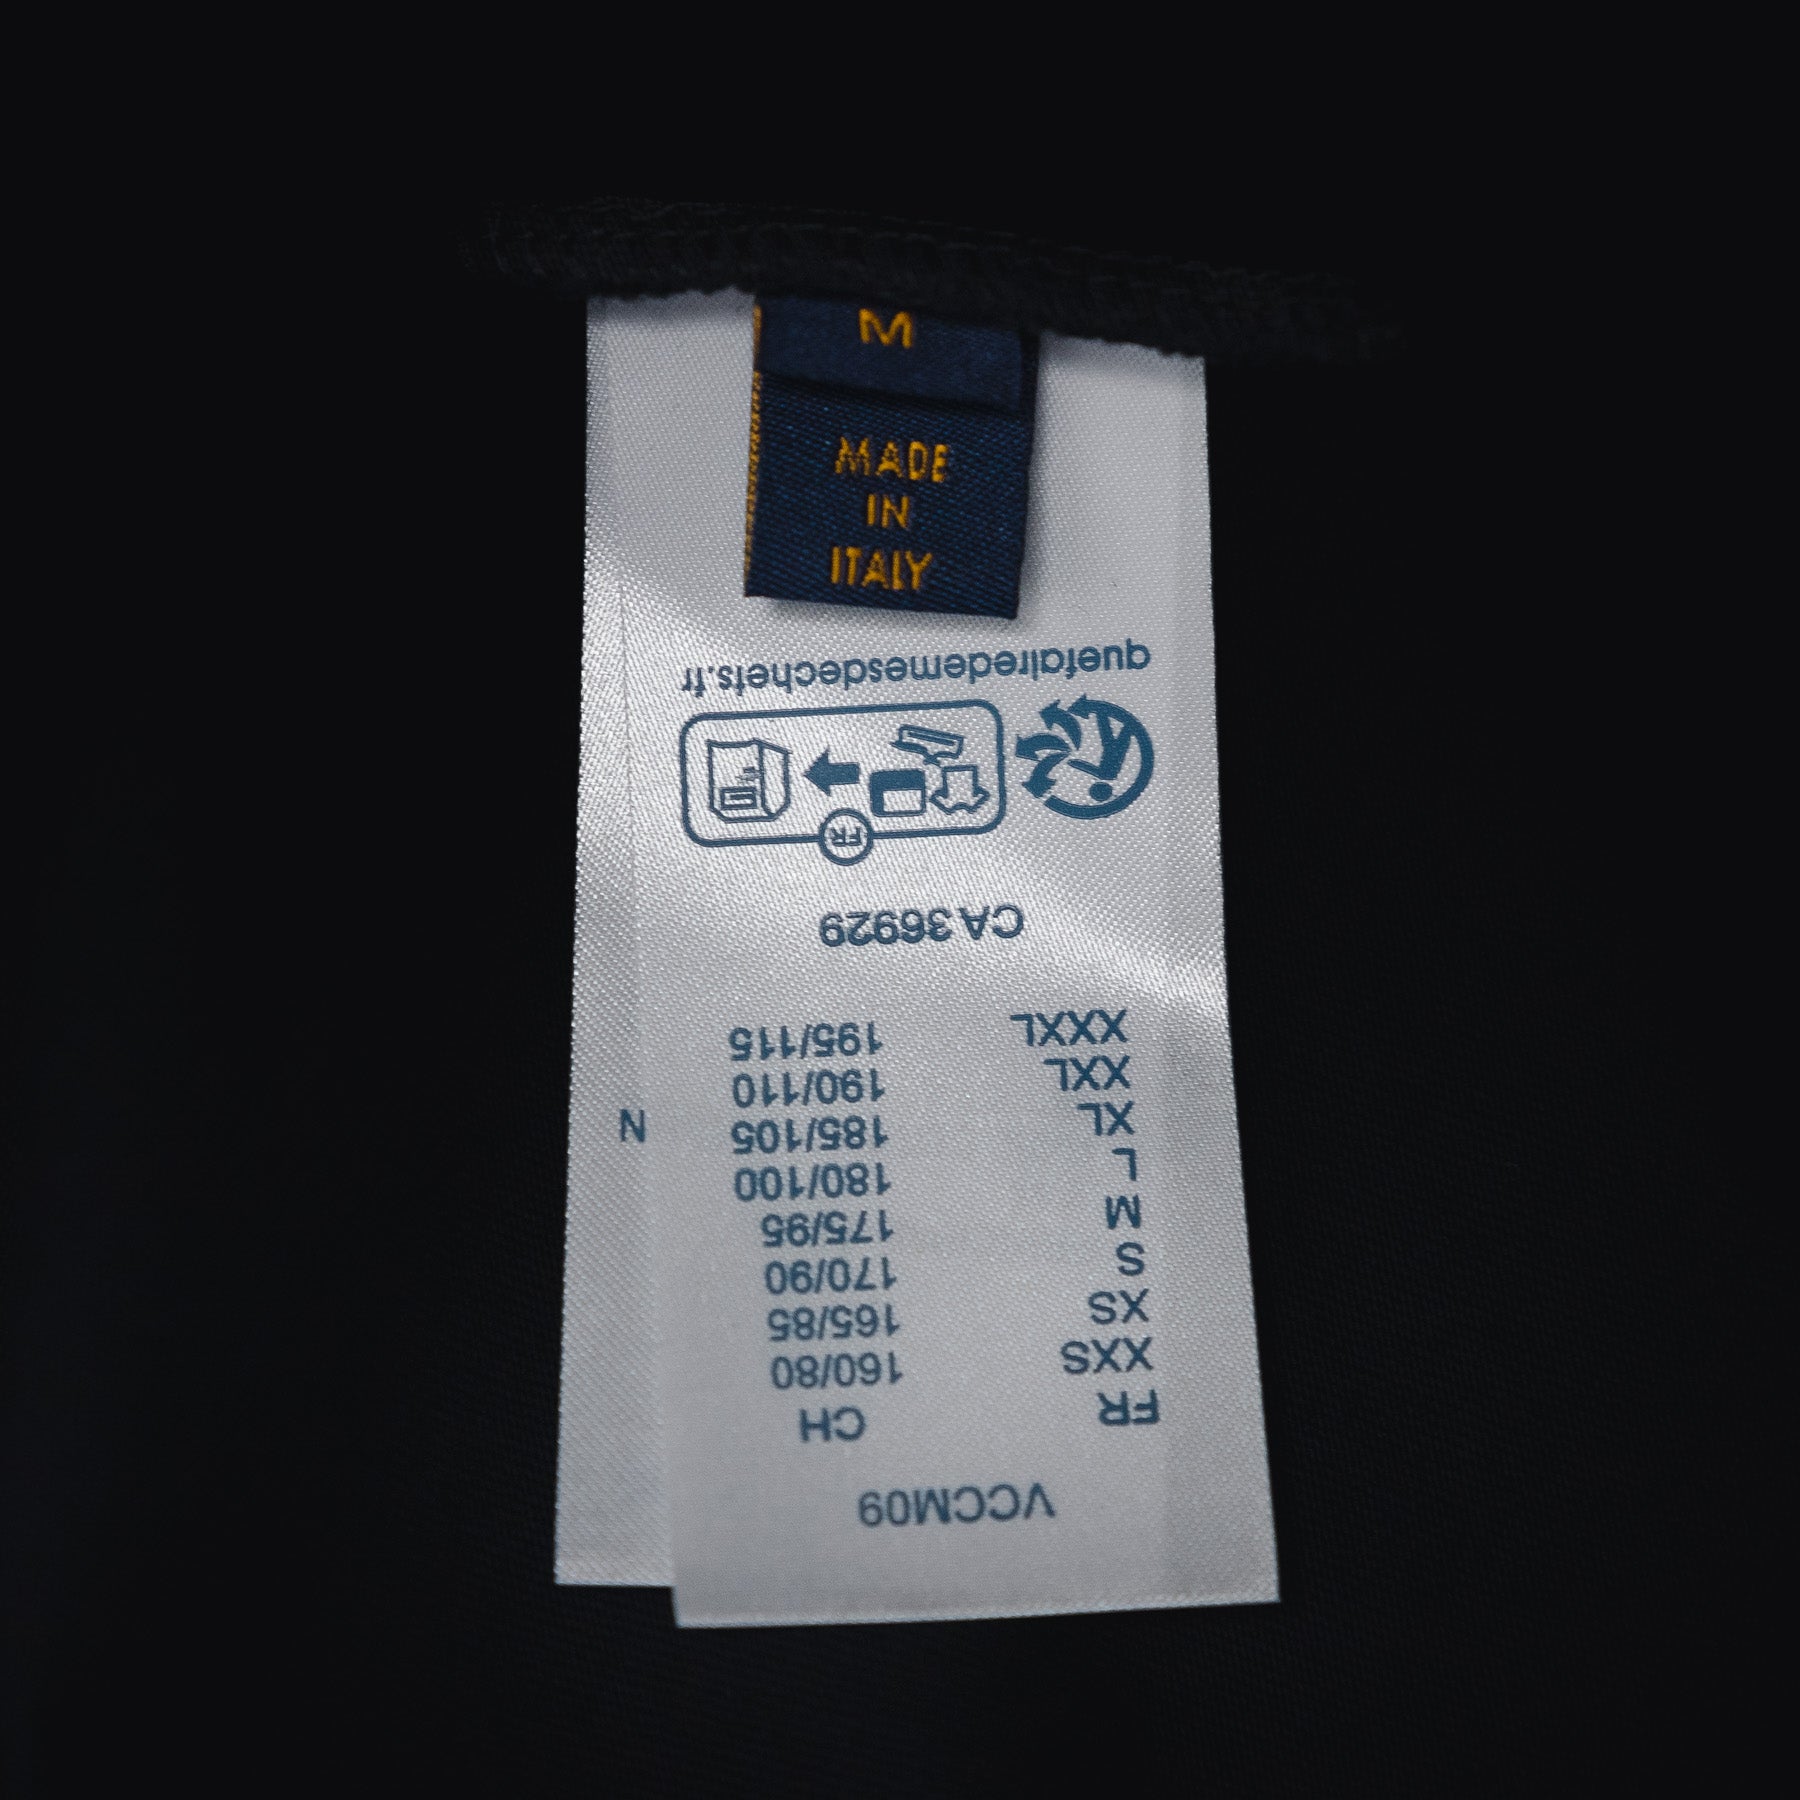 M
MADE
IN
ITALY
VCCM09
FR CH
XXS 160/80
XS 165/85
S 170/90
M 175/95
L 180/100
XL 185/105
XXL 190/110
XXXL 195/115
CA 36929
FR
quefairedemesdechets.fr
N